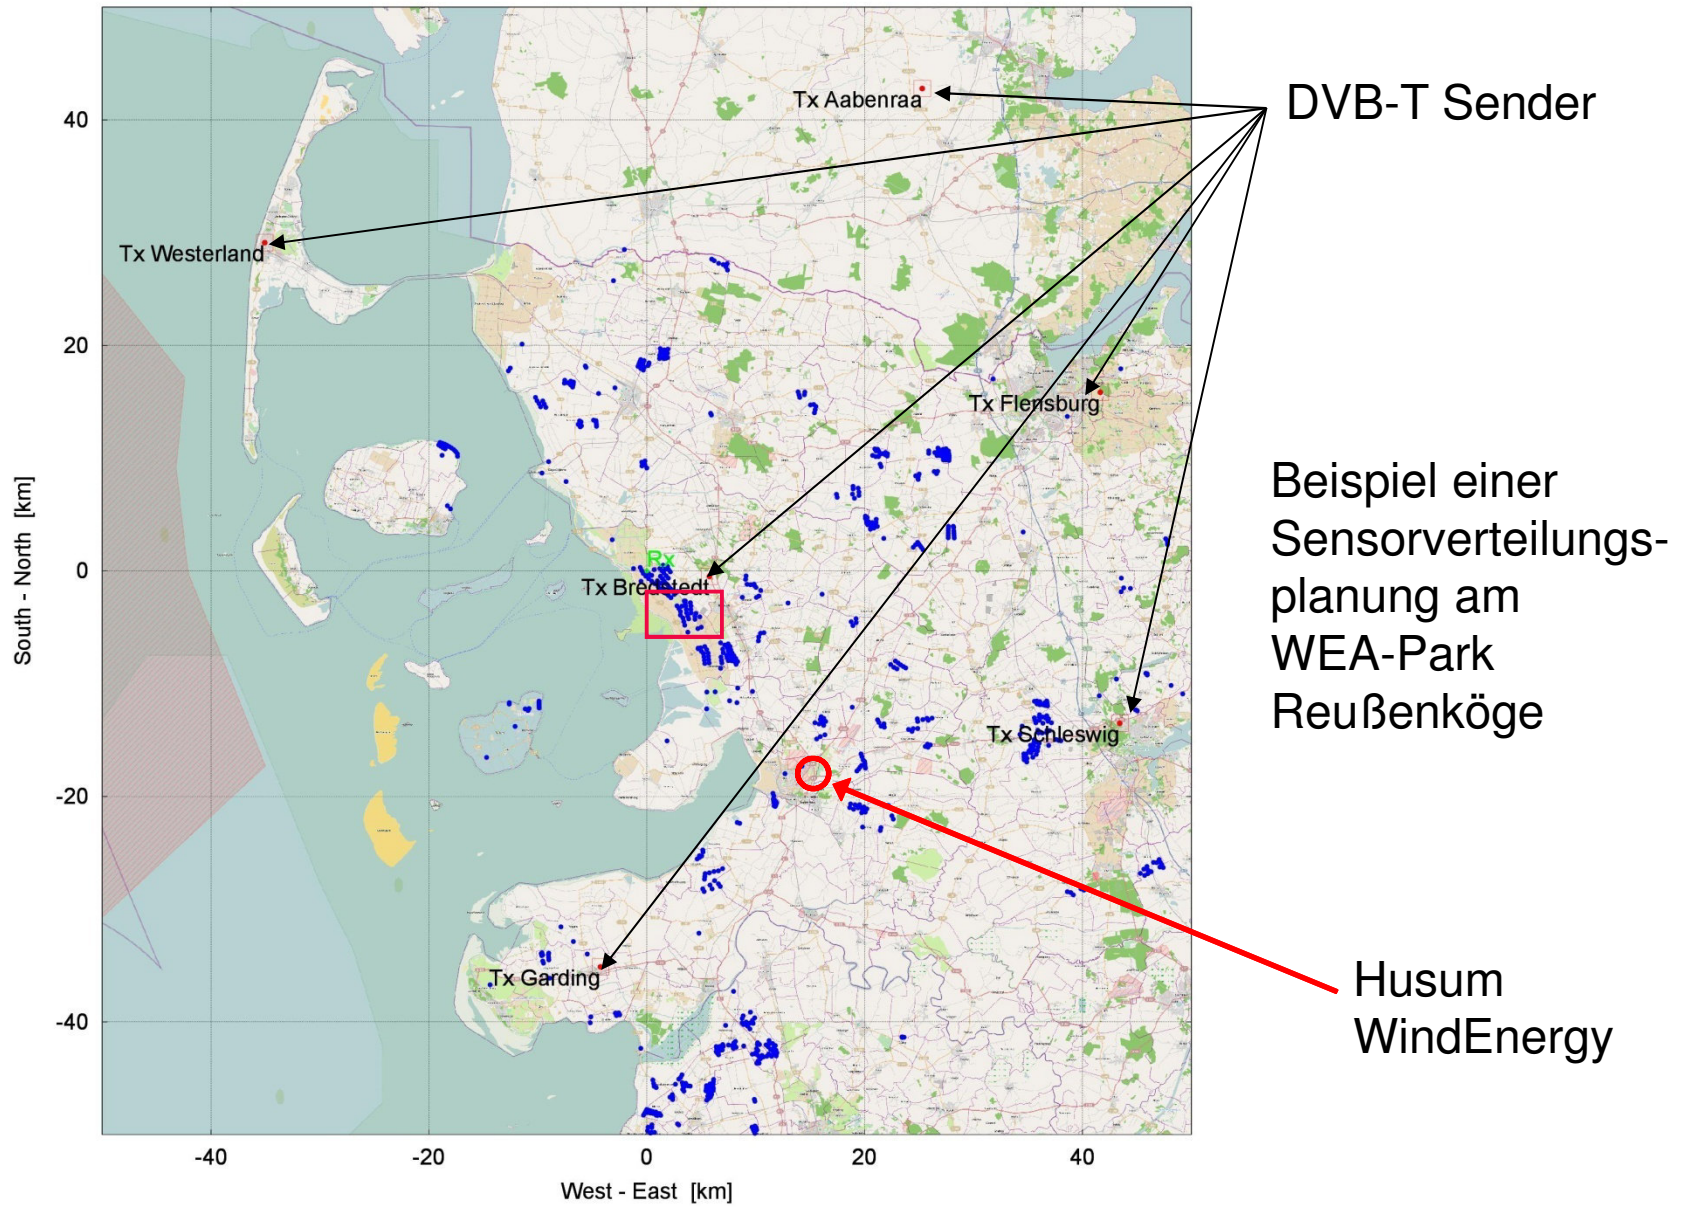 Tx Aabenraa
DVB-T Sender
40
Tx Westerland
20
Tx Flensburg
Beispiel einer
Sensorverteilungs-
planung am
WEA-Park
Reußenköge
South - North [km]
0
Rx
Tx Bredstedt
Tx Schleswig
-20
Tx Garding
Husum
WindEnergy
-40
-40
-20
0
20
40
West - East [km]